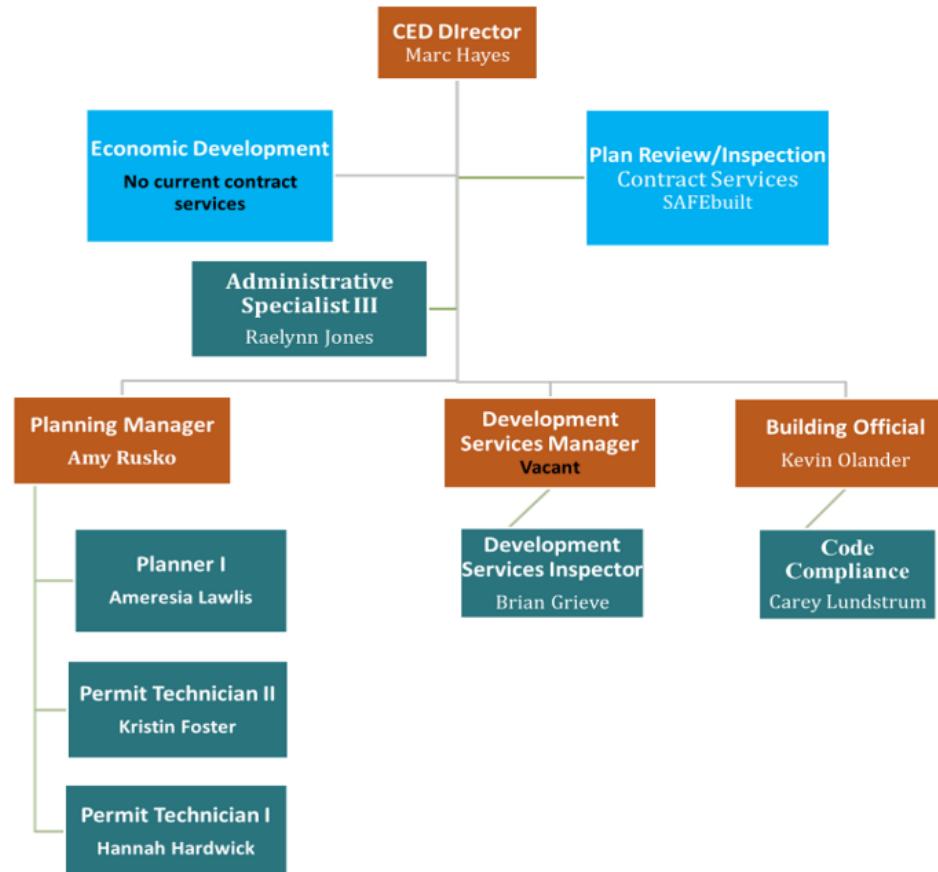 CED DIrector
Marc Hayes
Economic Development
No current contract
services
Plan Review/Inspection
Contract Services
SAFEbuilt
Administrative
Specialist III
Raelynn Jones
Planning Manager
Amy Rusko
Development
Services Manager
Vacant
Building Official
Kevin Olander
Planner I
Ameresia Lawlis
Development
Services Inspector
Brian Grieve
Code
Compliance
Carey Lundstrum
Permit Technician II
Kristin Foster
Permit Technician I
Hannah Hardwick